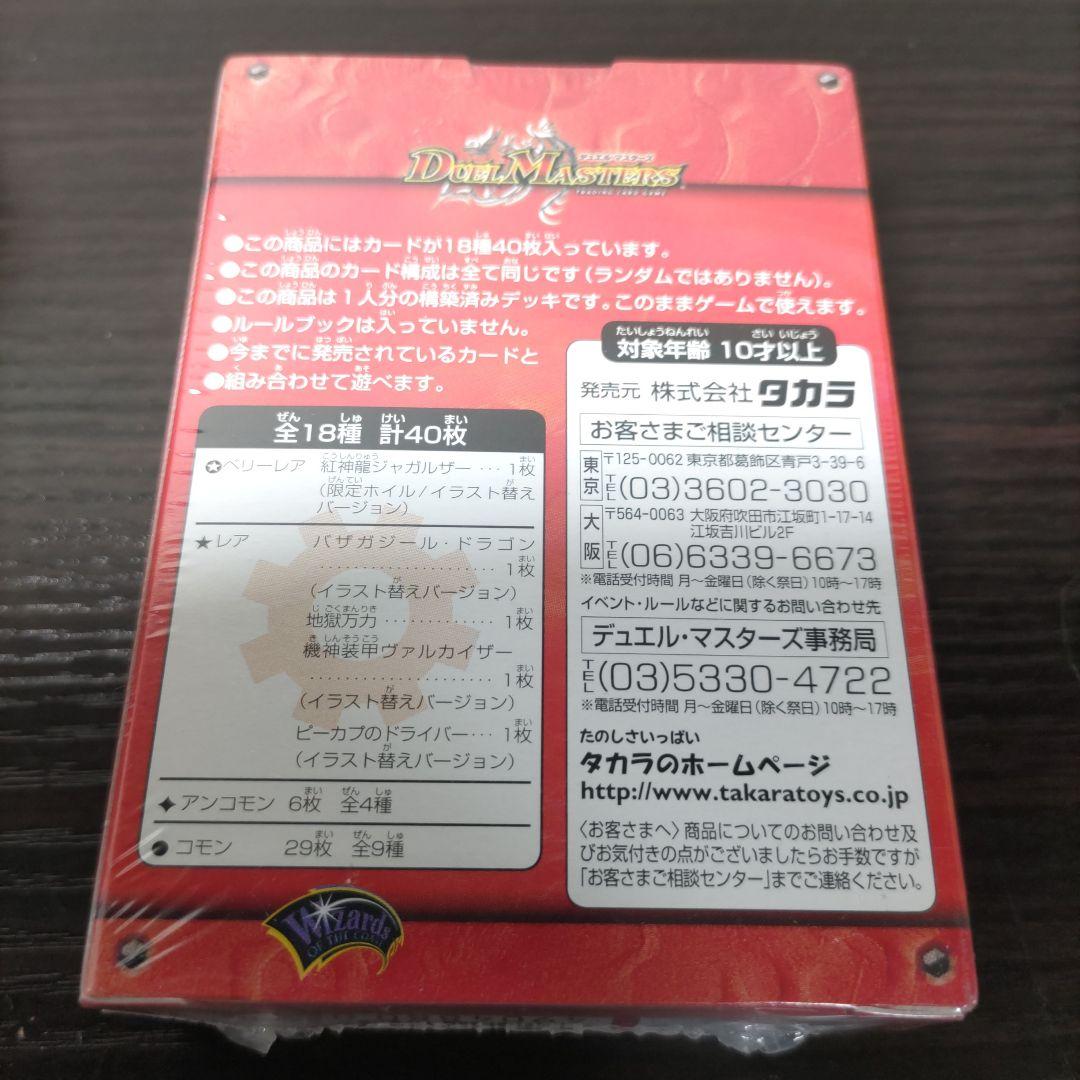 デュエル・マスターズ
DUEL MASTERS
TRADING CARD GAME
●この商品にはカードが18種40枚入っています。
●この商品のカード構成は全て同じです(ランダムではありません)。
●この商品は1人分の構築済みデッキです。このままゲームで使えます。
●ルールブックは入っていません。
●今までに発売されているカードと
●組み合わせて遊べます。
全18種 計40枚
ベリーレア 紅神龍ジャガルザー … 1枚
(限定ホイル/イラスト替え
バージョン)
★レア バザガジール・ドラゴン
…………………… 1枚
(イラスト替えバージョン)
地獄万力 ………… 1枚
機神装甲ヴァルカイザー
…………………… 1枚
(イラスト替えバージョン)
ピーカプのドライバー… 1枚
(イラスト替えバージョン)
アンコモン 6枚 全4種
コモン 29枚 全9種
Wizards
OF THE COAST
対象年齢 10才以上
発売元 株式会社 タカラ
お客さまご相談センター
東京 〒125-0062 東京都葛飾区青戸3-39-6
TEL(03)3602-3030
大阪 〒564-0063 大阪府吹田市江坂町1-17-14
江坂吉川ビル2F
TEL(06)6339-6673
※電話受付時間 月〜金曜日(除く祭日)10時〜17時
イベント・ルールなどに関するお問い合わせ先
デュエル・マスターズ事務局
TEL(03)5330-4722
※電話受付時間 月〜金曜日(除く祭日)10時〜17時
たのしさいっぱい
タカラのホームページ
http://www.takaratoys.co.jp
〈お客さまへ〉商品についてのお問い合わせ及
びお気付きの点がございましたらお手数ですが
「お客さまご相談センター」までご連絡ください。